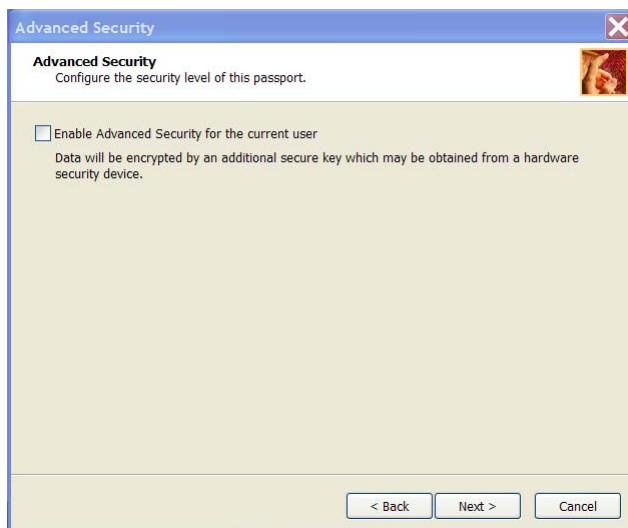 Advanced Security
Advanced Security
Configure the security level of this passport.
Enable Advanced Security for the current user
Data will be encrypted by an additional secure key which may be obtained from a hardware
security device.
< Back Next > Cancel